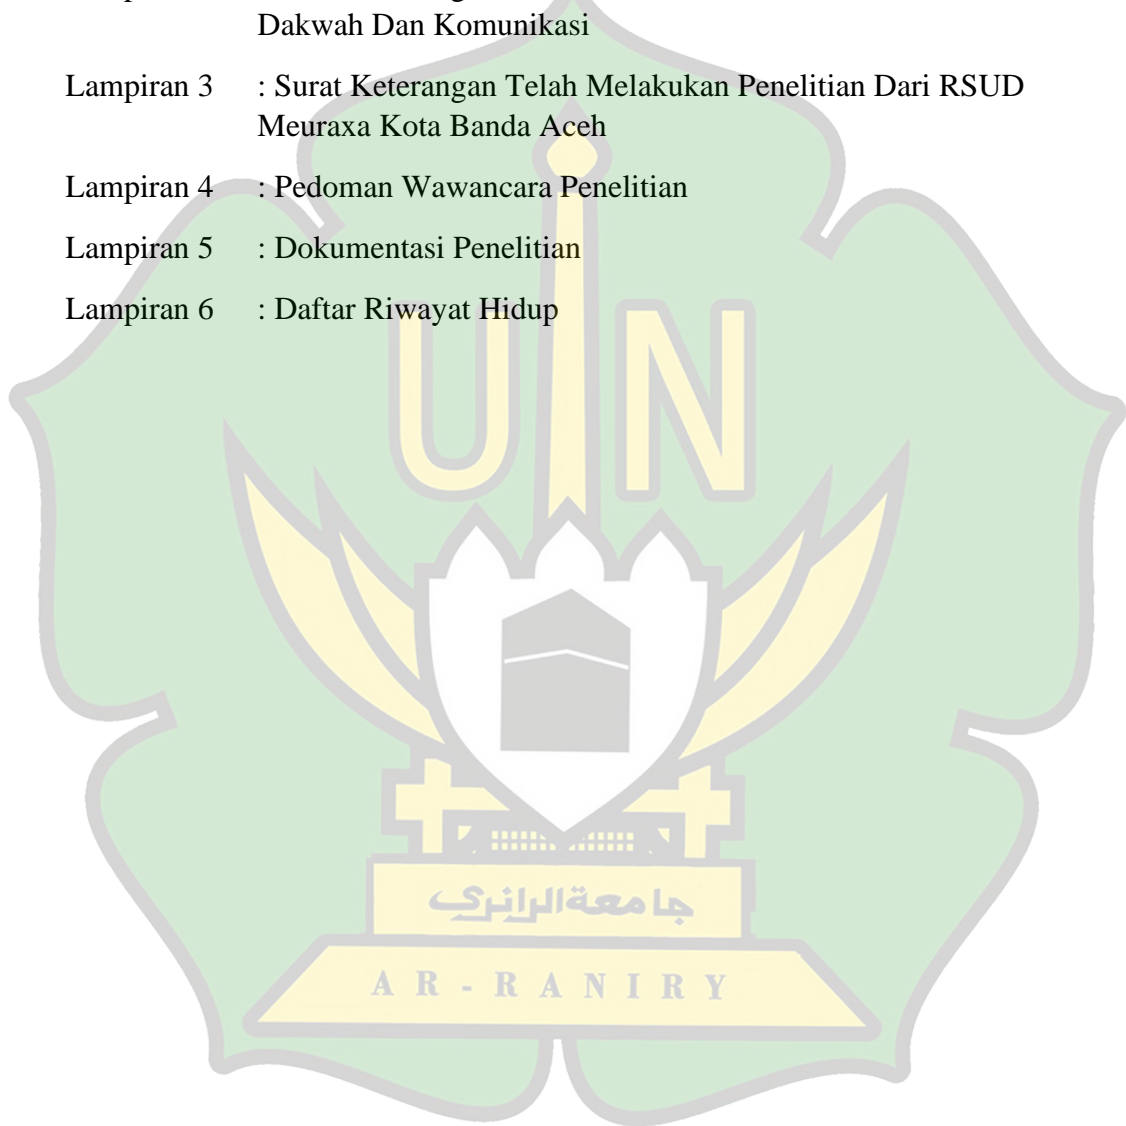 Dakwah Dan Komunikasi
Lampiran 3 : Surat Keterangan Telah Melakukan Penelitian Dari RSUD
Meuraxa Kota Banda Aceh
Lampiran 4 : Pedoman Wawancara Penelitian
Lampiran 5 : Dokumentasi Penelitian
Lampiran 6 : Daftar Riwayat Hidup
UIN
جامعة الرانري
AR-RANIRY